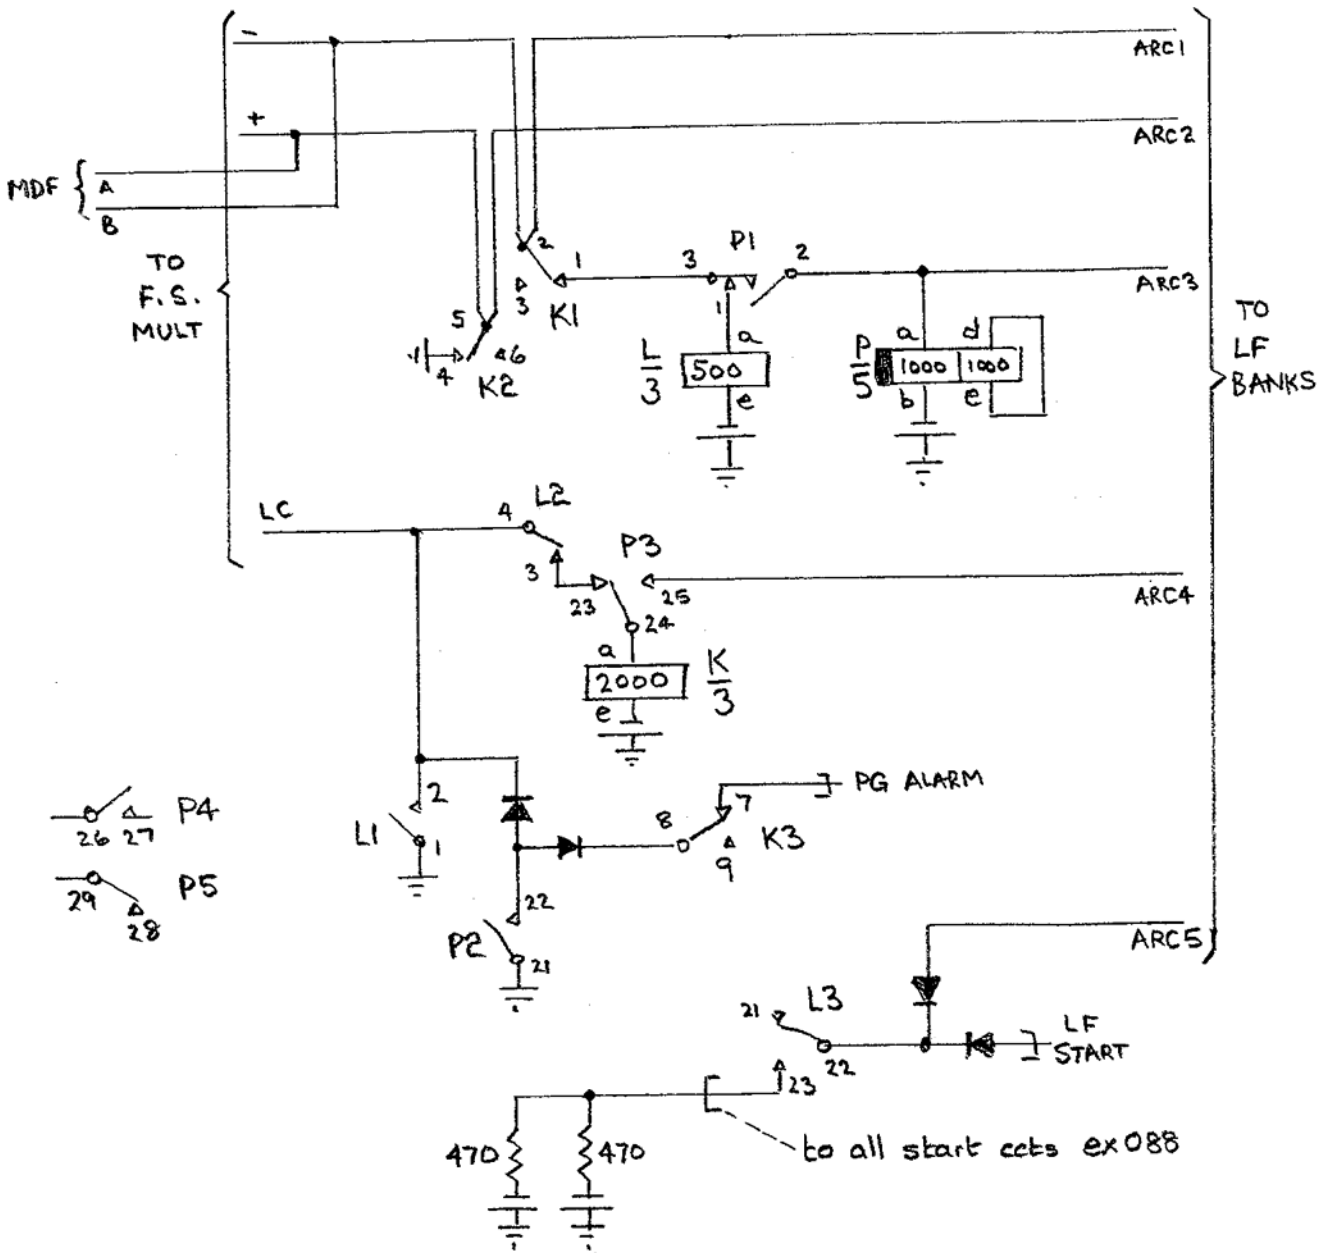 -
ARC1
+
ARC2
MDF { A
B
2
P1
1
3
2
TO
F.S.
MULT
3
K1
1
ARC3
5
a
a
d
TO
LF
BANKS
4
6
K2
L
3
500
P
5
1000
1000
e
b
e
LC
4
L2
P3
3
23
25
ARC4
24
a
2000
K
3
e
2
PG ALARM
7
P4
26 27
L1
1
8
K3
9
P5
29
28
22
P2
21
ARC5
21
L3
LF
START
22
23
470
470
to all start ccts ex 088